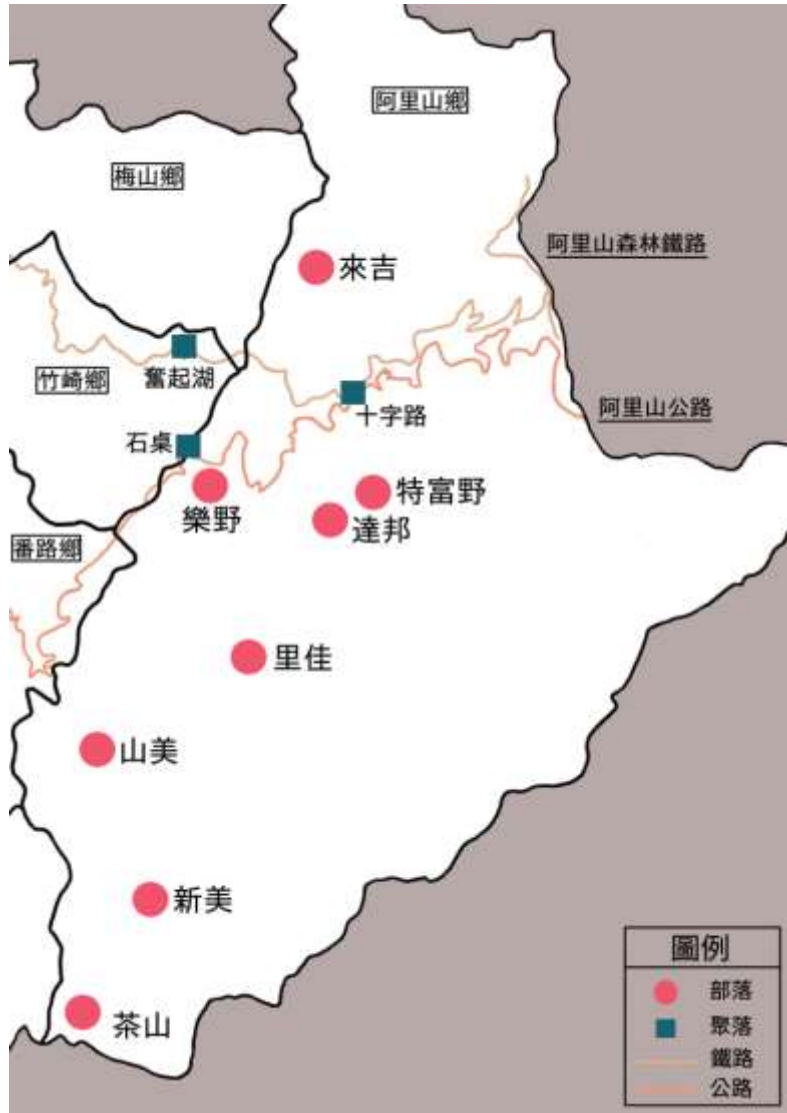 阿里山鄉
梅山鄉
阿里山森林鐵路
來吉
奮起湖
竹崎鄉
十字路
阿里山公路
石桌
特富野
樂野
達邦
番路鄉
里佳
山美
新美
茶山
圖例
部落
聚落
鐵路
公路